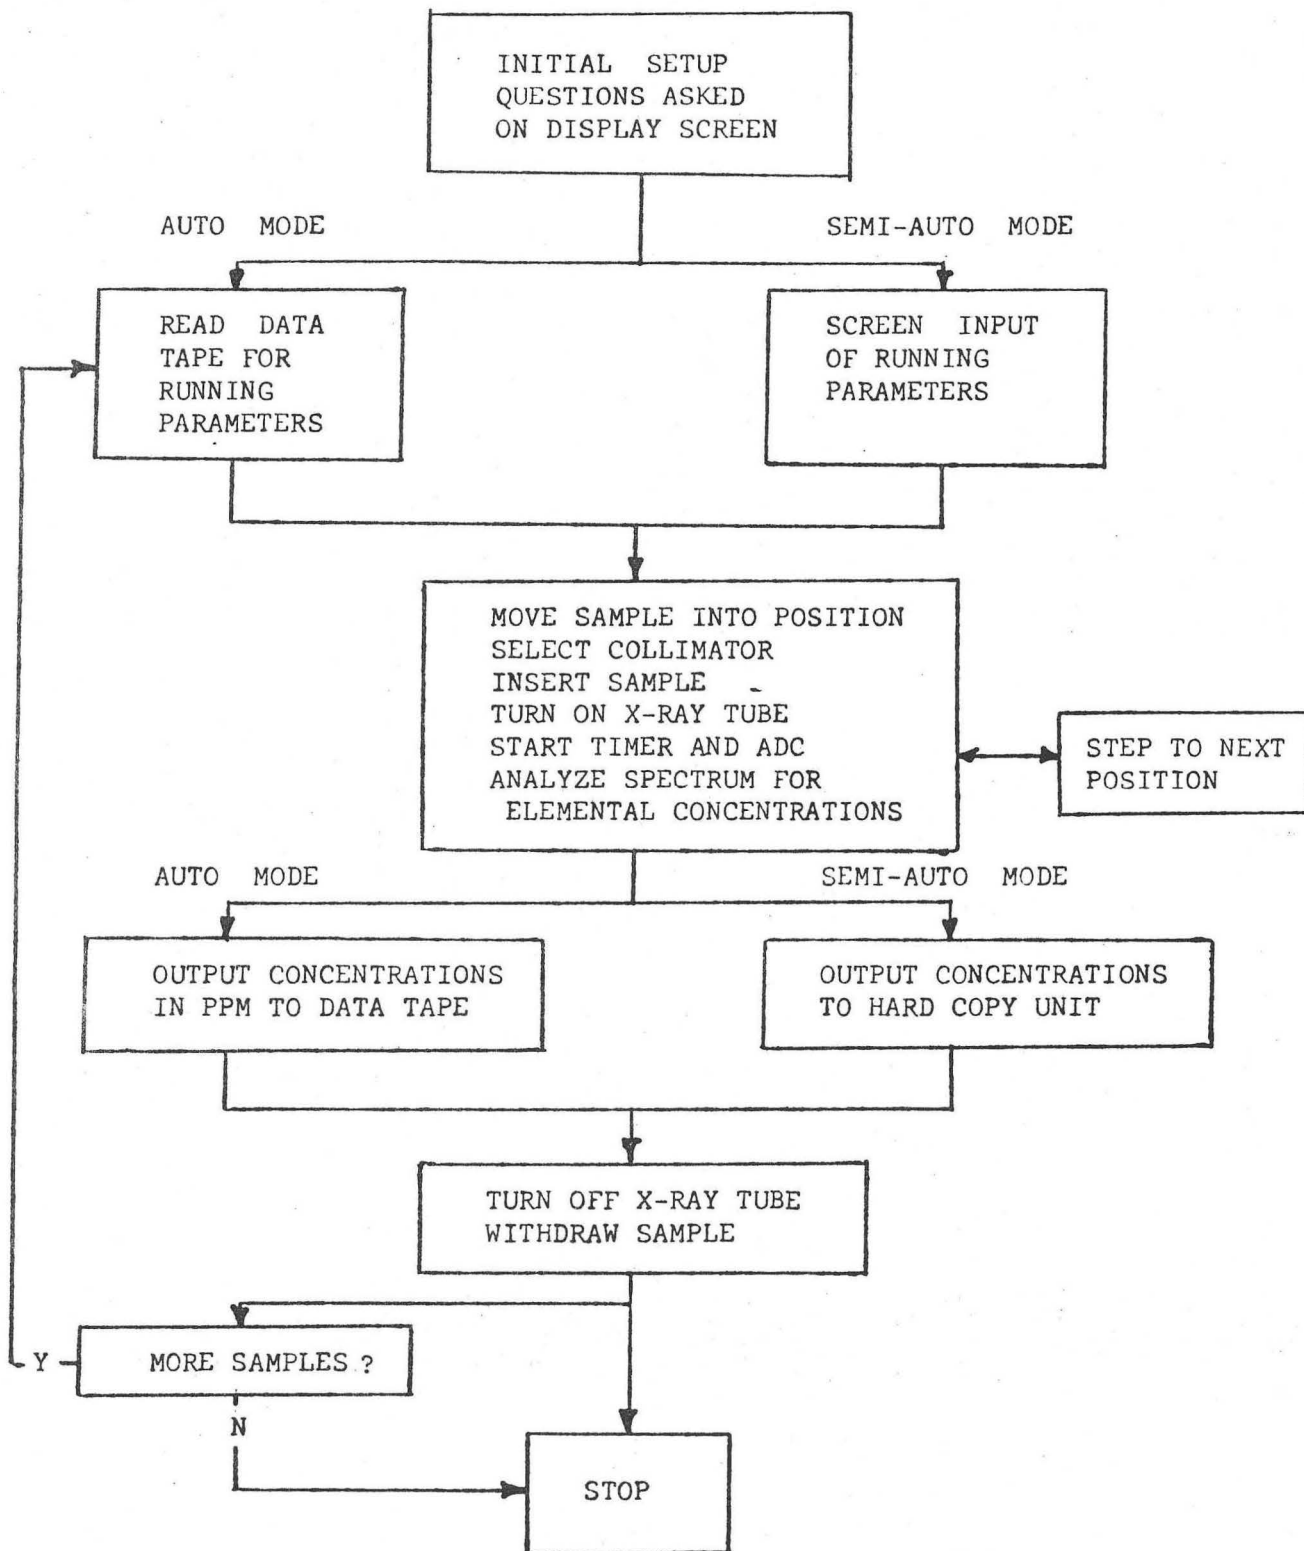 INITIAL SETUP
QUESTIONS ASKED
ON DISPLAY SCREEN
AUTO MODE
SEMI-AUTO MODE
READ DATA
TAPE FOR
RUNNING
PARAMETERS
SCREEN INPUT
OF RUNNING
PARAMETERS
MOVE SAMPLE INTO POSITION
SELECT COLLIMATOR
INSERT SAMPLE
TURN ON X-RAY TUBE
START TIMER AND ADC
ANALYZE SPECTRUM FOR
ELEMENTAL CONCENTRATIONS
STEP TO NEXT
POSITION
AUTO MODE
SEMI-AUTO MODE
OUTPUT CONCENTRATIONS
IN PPM TO DATA TAPE
OUTPUT CONCENTRATIONS
TO HARD COPY UNIT
TURN OFF X-RAY TUBE
WITHDRAW SAMPLE
Y
MORE SAMPLES ?
N
STOP